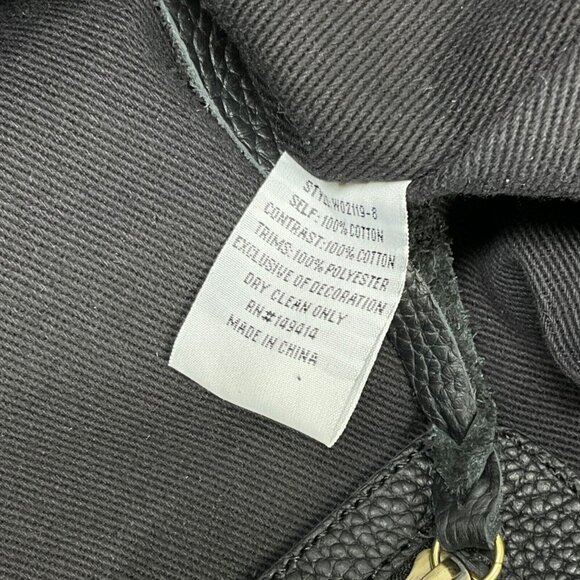 STYLE:W02119-8
SELF:100%COTTON
CONTRAST:100%COTTON
TRIMS:100%POLYESTER
EXCLUSIVE OF DECORATION
DRY CLEAN ONLY
RN#149414
MADE IN CHINA